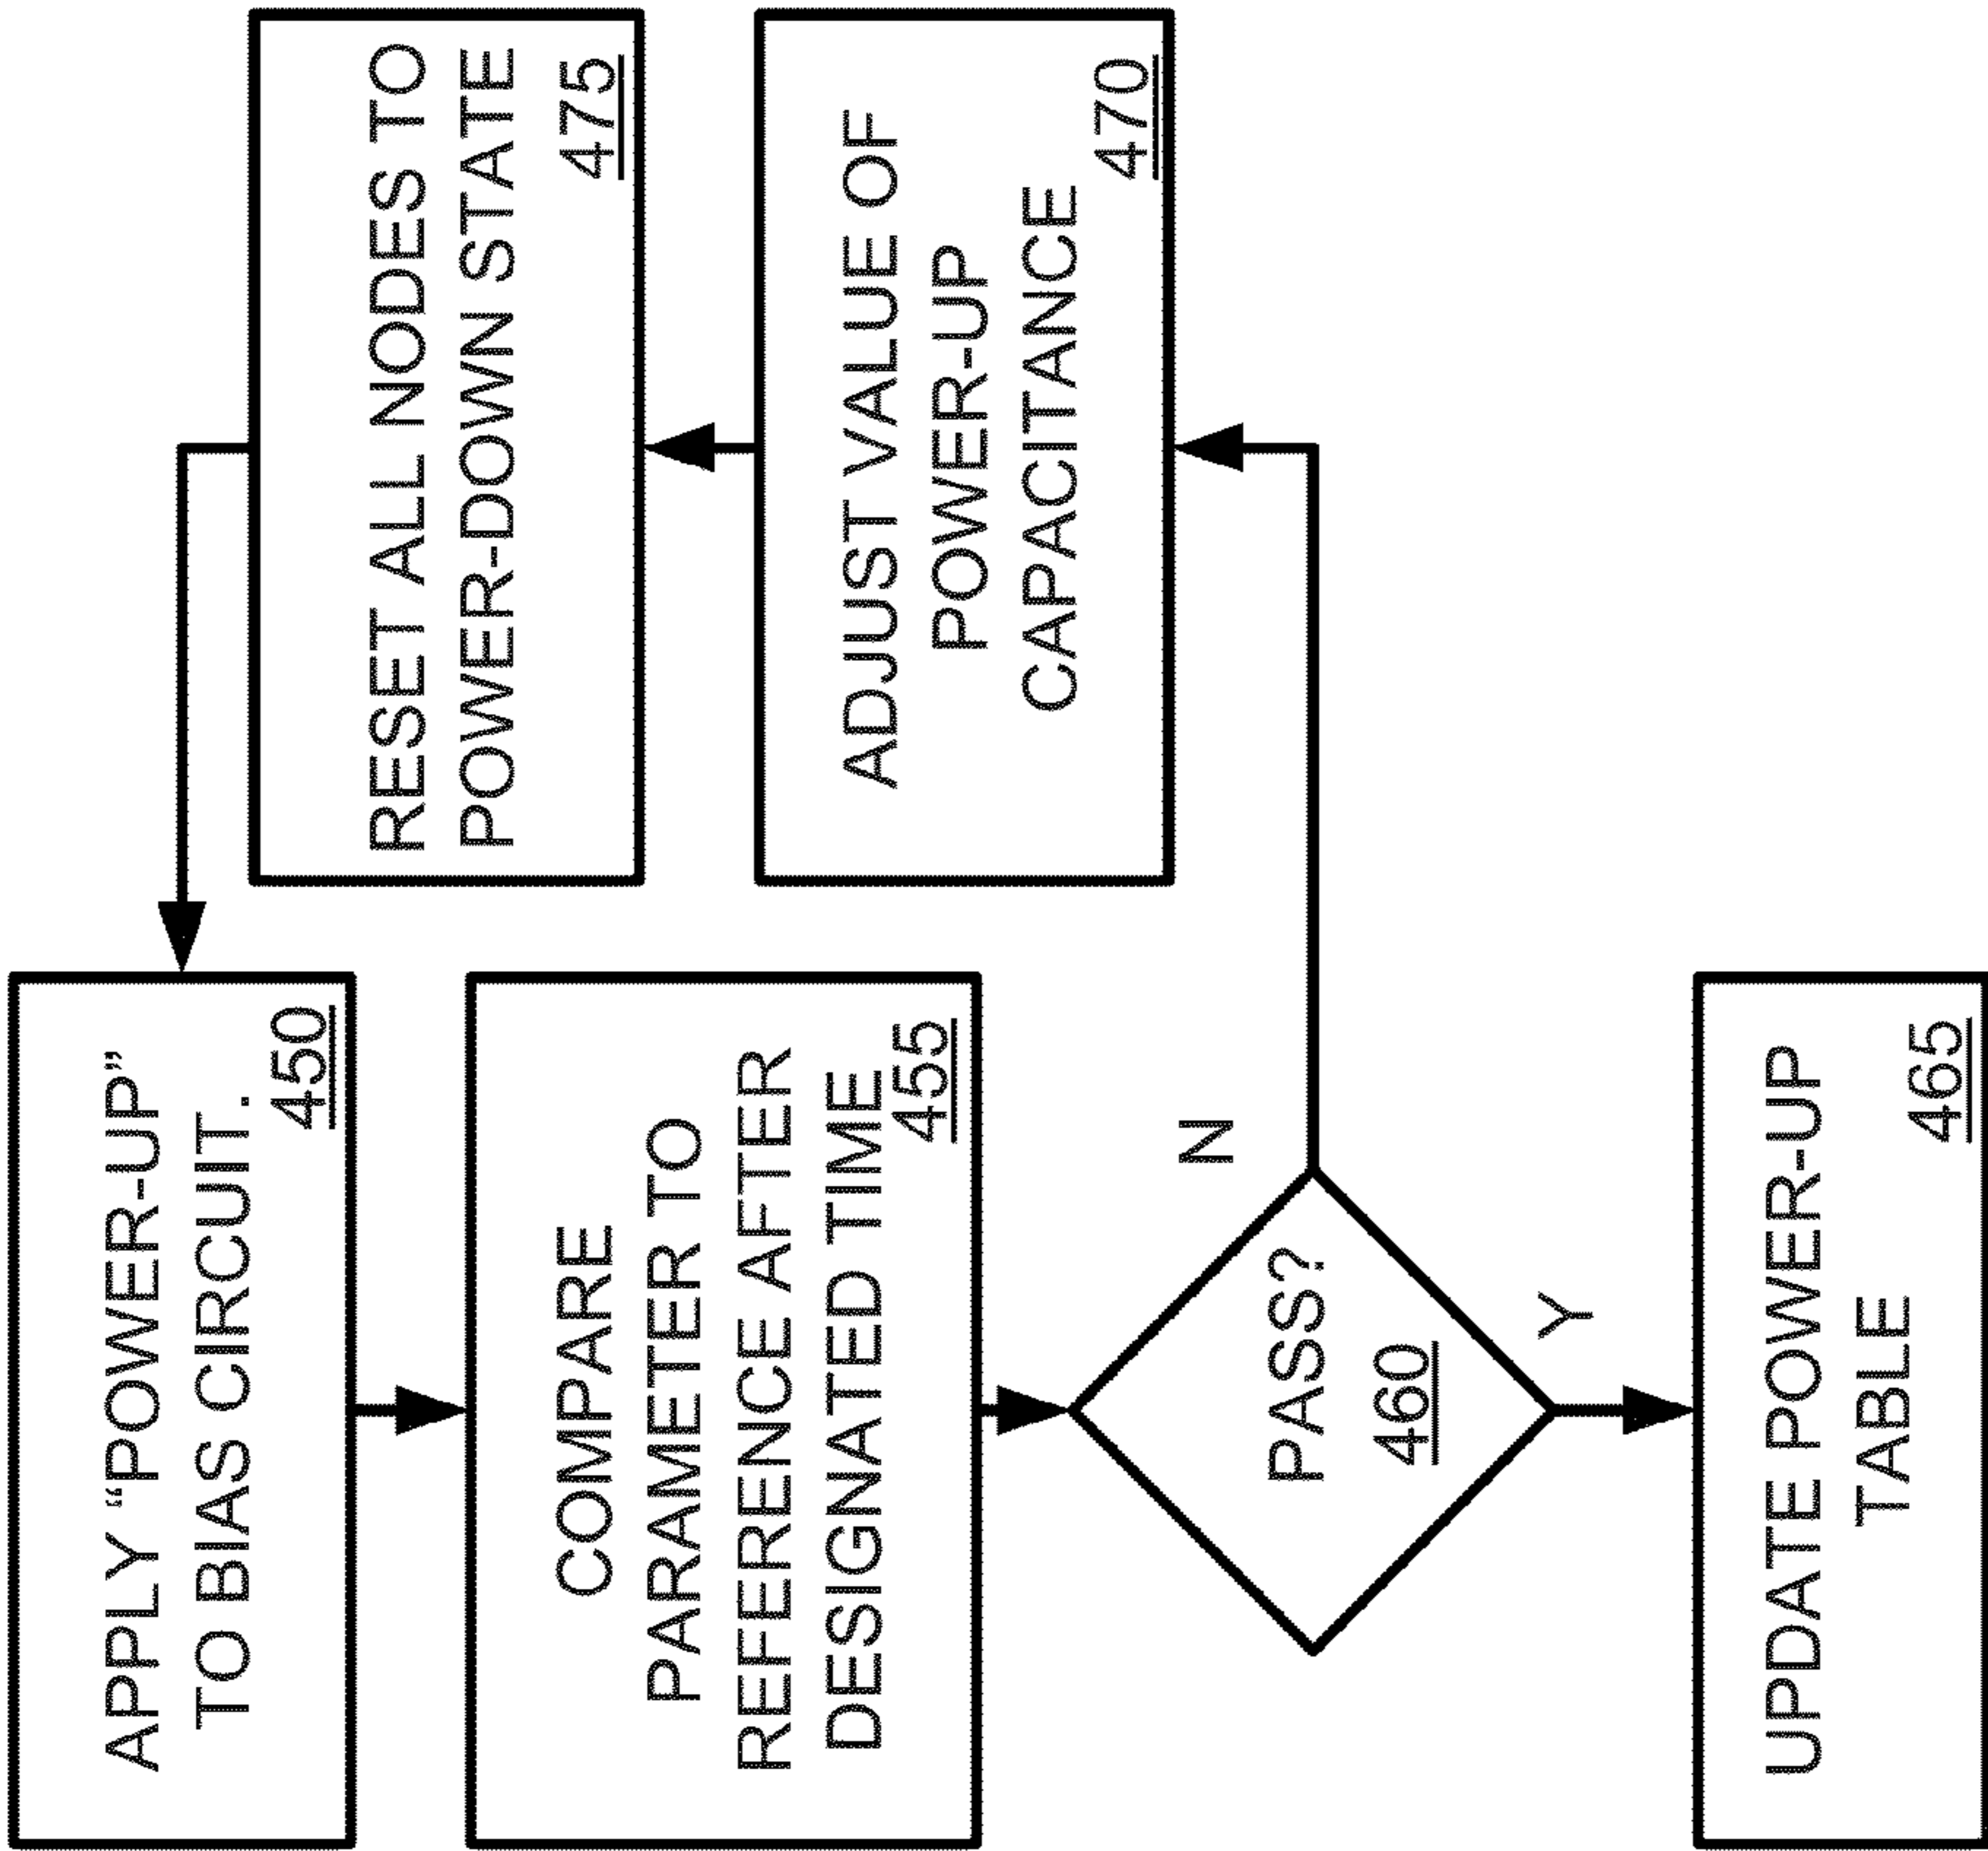 APPLY “POWER-UP”
TO BIAS CIRCUIT.
450
COMPARE
PARAMETER TO
REFERENCE AFTER
DESIGNATED TIME
455
PASS?
460
N
Y
UPDATE POWER-UP
TABLE
465
ADJUST VALUE OF
POWER-UP
CAPACITANCE
470
RESET ALL NODES TO
POWER-DOWN STATE
475